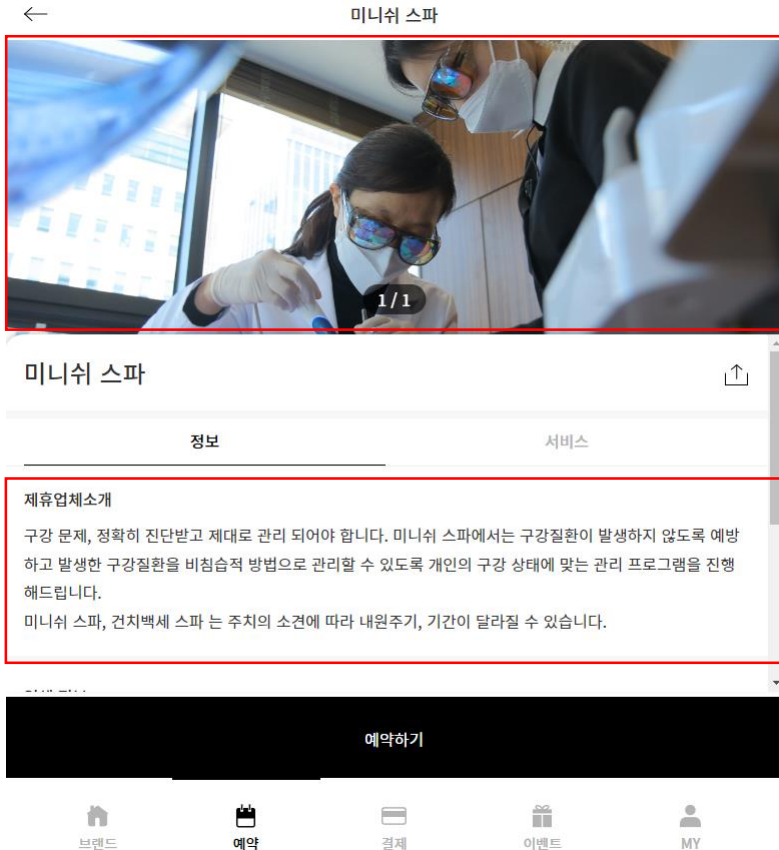 미니쉬 스파
1/1
미니쉬 스파
정보
서비스
제휴업체소개
구강 문제, 정확히 진단받고 제대로 관리 되어야 합니다. 미니쉬 스파에서는 구강질환이 발생하지 않도록 예방
하고 발생한 구강질환을 비침습적 방법으로 관리할 수 있도록 개인의 구강 상태에 맞는 관리 프로그램을 진행
해드립니다.
미니쉬 스파, 건치백세 스파 는 주치의 소견에 따라 내원주기, 기간이 달라질 수 있습니다.
예약하기
브랜드
예약
결제
이벤트
MY